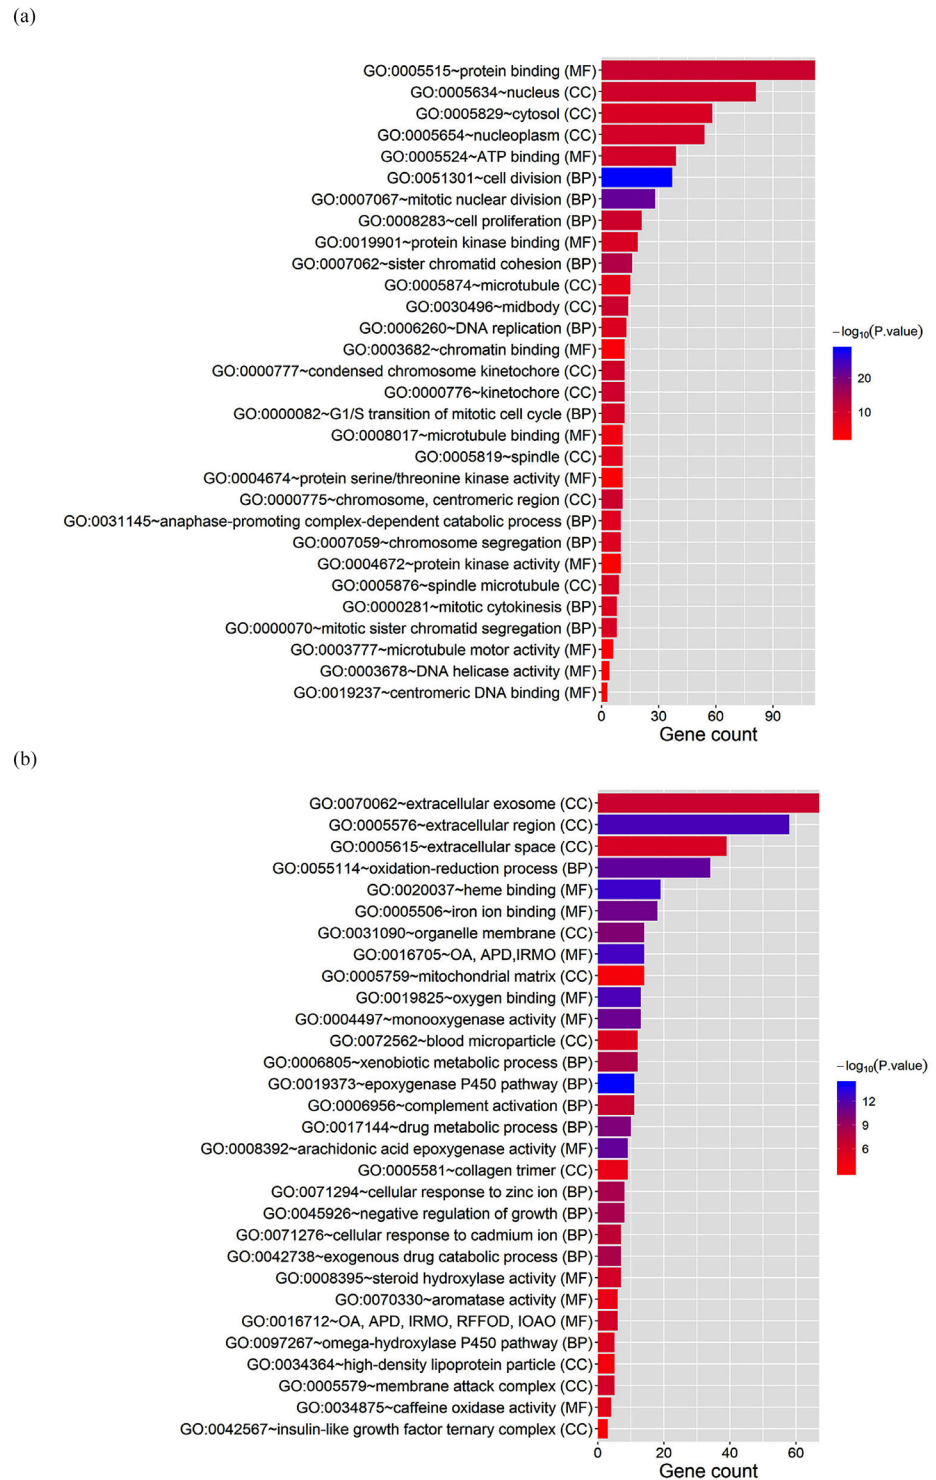 (a)
GO:0005515~protein binding (MF)
GO:0005634~nucleus (CC)
GO:0005829~cytosol (CC)
GO:0005654~nucleoplasm (CC)
GO:0005524~ATP binding (MF)
GO:0051301~cell division (BP)
GO:0007067~mitotic nuclear division (BP)
GO:0008283~cell proliferation (BP)
GO:0019901~protein kinase binding (MF)
GO:0007062~sister chromatid cohesion (BP)
GO:0005874~microtubule (CC)
GO:0030496~midbody (CC)
GO:0006260~DNA replication (BP)
GO:0003682~chromatin binding (MF)
GO:0000777~condensed chromosome kinetochore (CC)
GO:0000776~kinetochore (CC)
GO:0000082~G1/S transition of mitotic cell cycle (BP)
GO:0008017~microtubule binding (MF)
GO:0005819~spindle (CC)
GO:0004674~protein serine/threonine kinase activity (MF)
GO:0000775~chromosome, centromeric region (CC)
GO:0031145~anaphase-promoting complex-dependent catabolic process (BP)
GO:0007059~chromosome segregation (BP)
GO:0004672~protein kinase activity (MF)
GO:0005876~spindle microtubule (CC)
GO:0000281~mitotic cytokinesis (BP)
GO:0000070~mitotic sister chromatid segregation (BP)
GO:0003777~microtubule motor activity (MF)
GO:0003678~DNA helicase activity (MF)
GO:0019237~centromeric DNA binding (MF)
0 30 60 90
Gene count
−log10(P.value)
20
10
(b)
GO:0070062~extracellular exosome (CC)
GO:0005576~extracellular region (CC)
GO:0005615~extracellular space (CC)
GO:0055114~oxidation-reduction process (BP)
GO:0020037~heme binding (MF)
GO:0005506~iron ion binding (MF)
GO:0031090~organelle membrane (CC)
GO:0016705~OA, APD,IRMO (MF)
GO:0005759~mitochondrial matrix (CC)
GO:0019825~oxygen binding (MF)
GO:0004497~monooxygenase activity (MF)
GO:0072562~blood microparticle (CC)
GO:0006805~xenobiotic metabolic process (BP)
GO:0019373~epoxygenase P450 pathway (BP)
GO:0006956~complement activation (BP)
GO:0017144~drug metabolic process (BP)
GO:0008392~arachidonic acid epoxygenase activity (MF)
GO:0005581~collagen trimer (CC)
GO:0071294~cellular response to zinc ion (BP)
GO:0045926~negative regulation of growth (BP)
GO:0071276~cellular response to cadmium ion (BP)
GO:0042738~exogenous drug catabolic process (BP)
GO:0008395~steroid hydroxylase activity (MF)
GO:0070330~aromatase activity (MF)
GO:0016712~OA, APD, IRMO, RFFOD, IOAO (MF)
GO:0097267~omega-hydroxylase P450 pathway (BP)
GO:0034364~high-density lipoprotein particle (CC)
GO:0005579~membrane attack complex (CC)
GO:0034875~caffeine oxidase activity (MF)
GO:0042567~insulin-like growth factor ternary complex (CC)
0 20 40 60
Gene count
−log10(P.value)
12
9
6